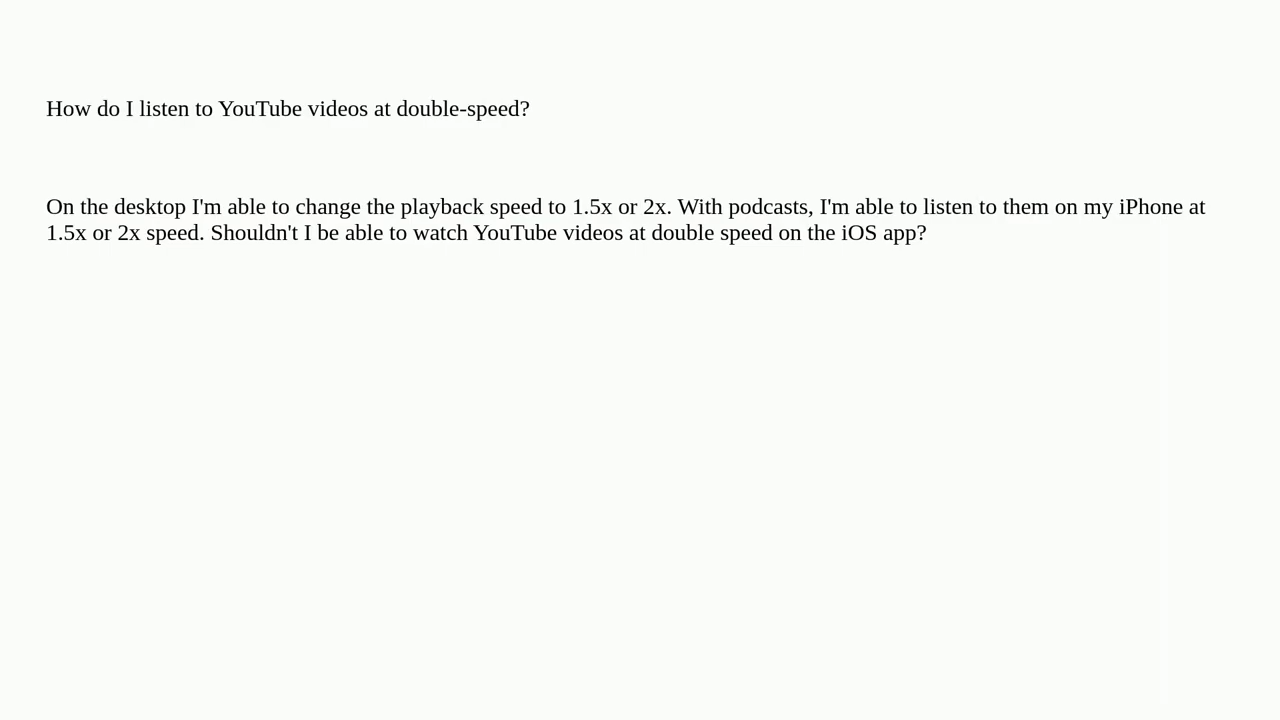 How do I listen to YouTube videos at double-speed?
On the desktop I'm able to change the playback speed to 1.5x or 2x. With podcasts, I'm able to listen to them on my iPhone at
1.5x or 2x speed. Shouldn't I be able to watch YouTube videos at double speed on the iOS app?